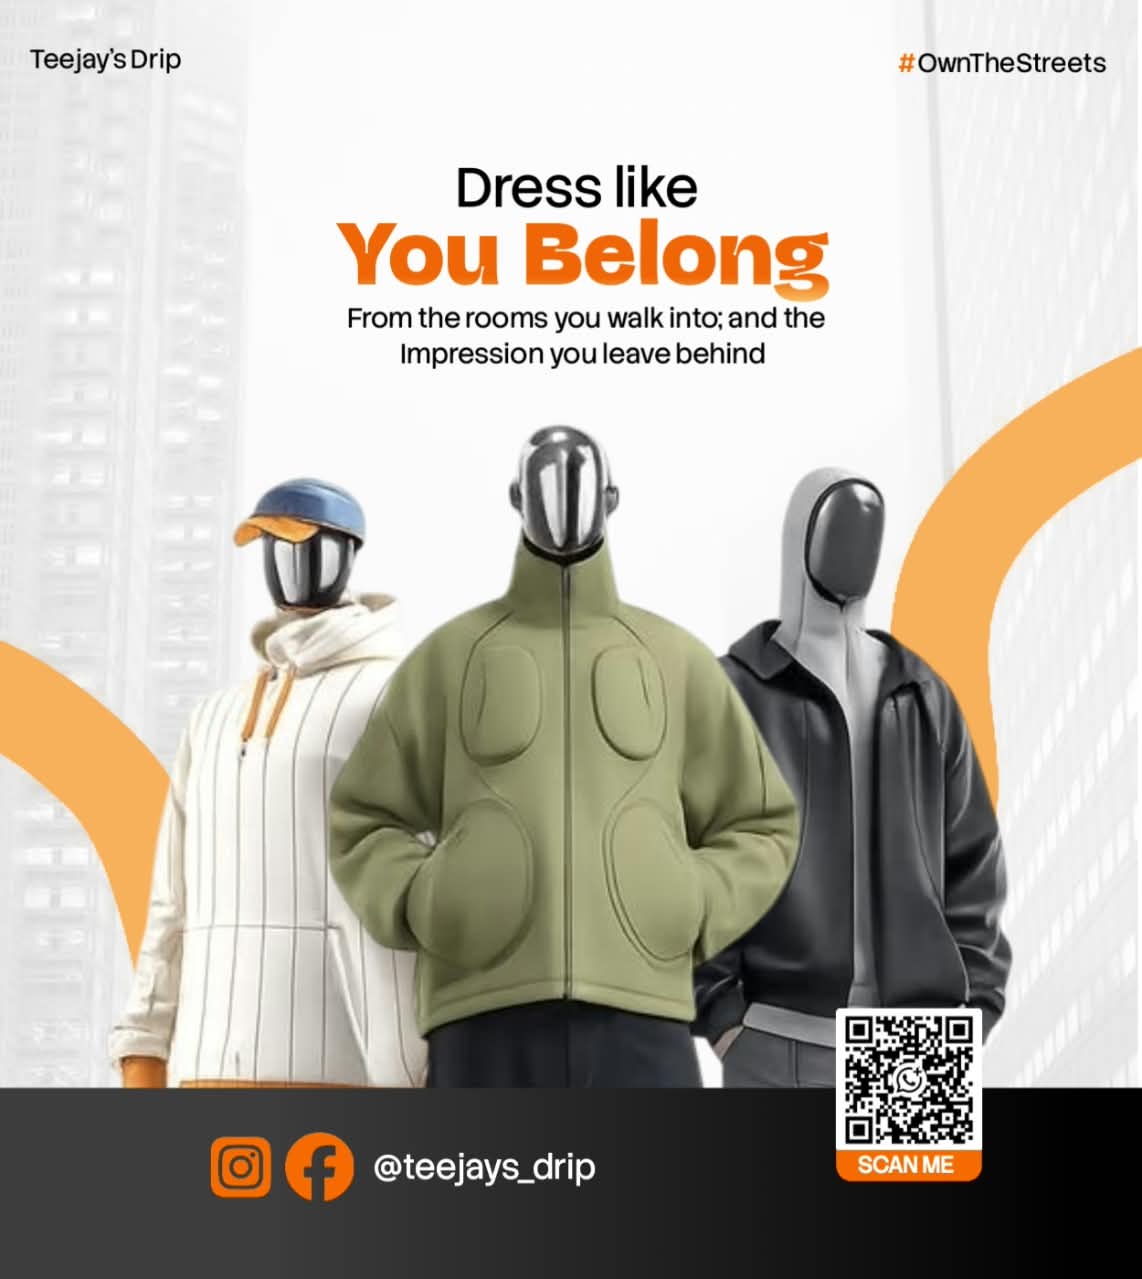 Teejay's Drip
#OwnTheStreets
Dress like
You Belong
From the rooms you walk into; and the
Impression you leave behind
@teejays_drip
SCAN ME